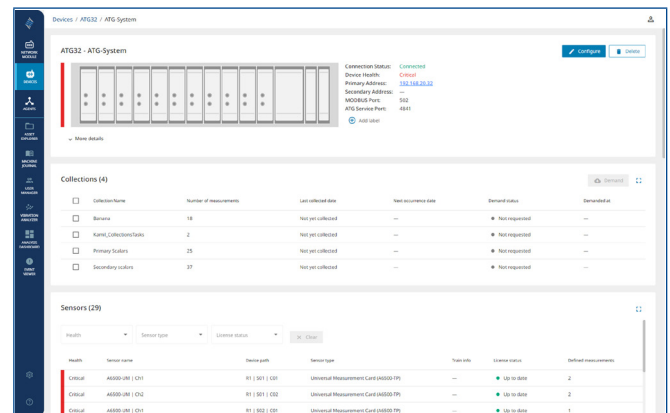 Devices / ATG32 / ATG-System
NETWORK MODULE
DEVICES
AGENTS
ASSET EXPLORER
MACHINE JOURNAL
USER MANAGER
VIBRATION ANALYZER
ANALYSIS DASHBOARD
EVENT VIEWER
ATG32 - ATG-System
Configure
Delete
Connection Status: Connected
Device Health: Critical
Primary Address: 192.168.20.32
Secondary Address: —
MODBUS Port: 502
ATG Service Port: 4841
Add label
More details
Collections (4)
Demand
Collection Name Number of measurements Last collected date Next occurrence date Demand status Demanded at
Banana 18 Not yet collected — Not requested —
Kamil_CollectionsTasks 2 Not yet collected — Not requested —
Primary Scalars 25 Not yet collected — Not requested —
Secondary scalars 37 Not yet collected — Not requested —
Sensors (29)
Health Sensor type License status Clear
Health Sensor name Device path Sensor type Train info License status Defined measurements
Critical A6500-UM | Ch1 R1 | S01 | C01 Universal Measurement Card (A6500-TP) — Up to date 2
Critical A6500-UM | Ch2 R1 | S01 | C02 Universal Measurement Card (A6500-TP) — Up to date 2
Critical A6500-UM | Ch1 R1 | S02 | C01 Universal Measurement Card (A6500-TP) — Up to date 1